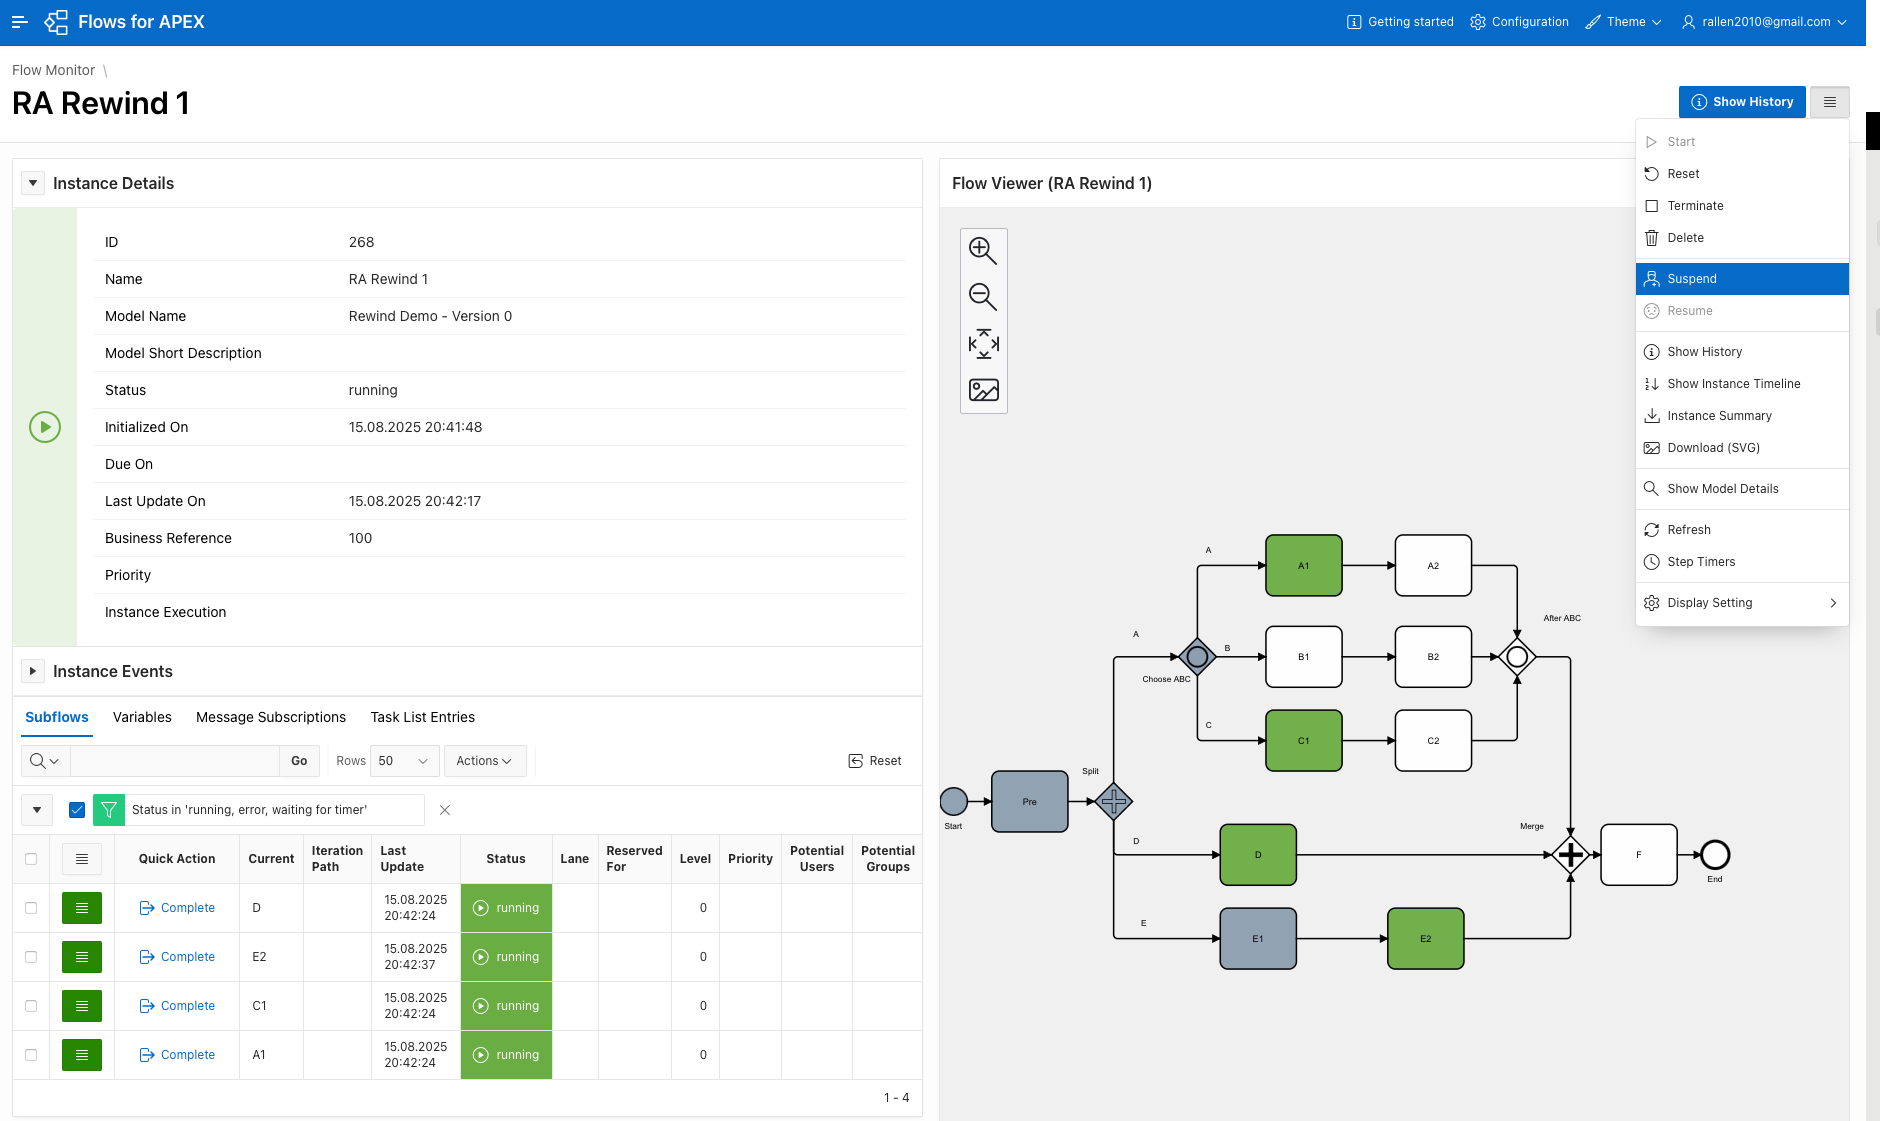 Flows for APEX
Getting started
Configuration
Theme
rallen2010@gmail.com
Flow Monitor \
RA Rewind 1
Show History
Start
Reset
Terminate
Delete
Suspend
Resume
Show History
Show Instance Timeline
Instance Summary
Download (SVG)
Show Model Details
Refresh
Step Timers
Display Setting
Instance Details
ID 268
Name RA Rewind 1
Model Name Rewind Demo - Version 0
Model Short Description
Status running
Initialized On 15.08.2025 20:41:48
Due On
Last Update On 15.08.2025 20:42:17
Business Reference 100
Priority
Instance Execution
Instance Events
Subflows Variables Message Subscriptions Task List Entries
Go Rows 50 Actions Reset
Status in 'running, error, waiting for timer'
Quick Action Current Iteration Path Last Update Status Lane Reserved For Level Priority Potential Users Potential Groups
Complete D 15.08.2025 20:42:24 running 0
Complete E2 15.08.2025 20:42:37 running 0
Complete C1 15.08.2025 20:42:24 running 0
Complete A1 15.08.2025 20:42:24 running 0
1 - 4
Flow Viewer (RA Rewind 1)
A
A1
A2
After ABC
A
B
B1
B2
Choose ABC
C
C1
C2
Split
Pre
Start
Merge
D
D
F
End
E
E1
E2